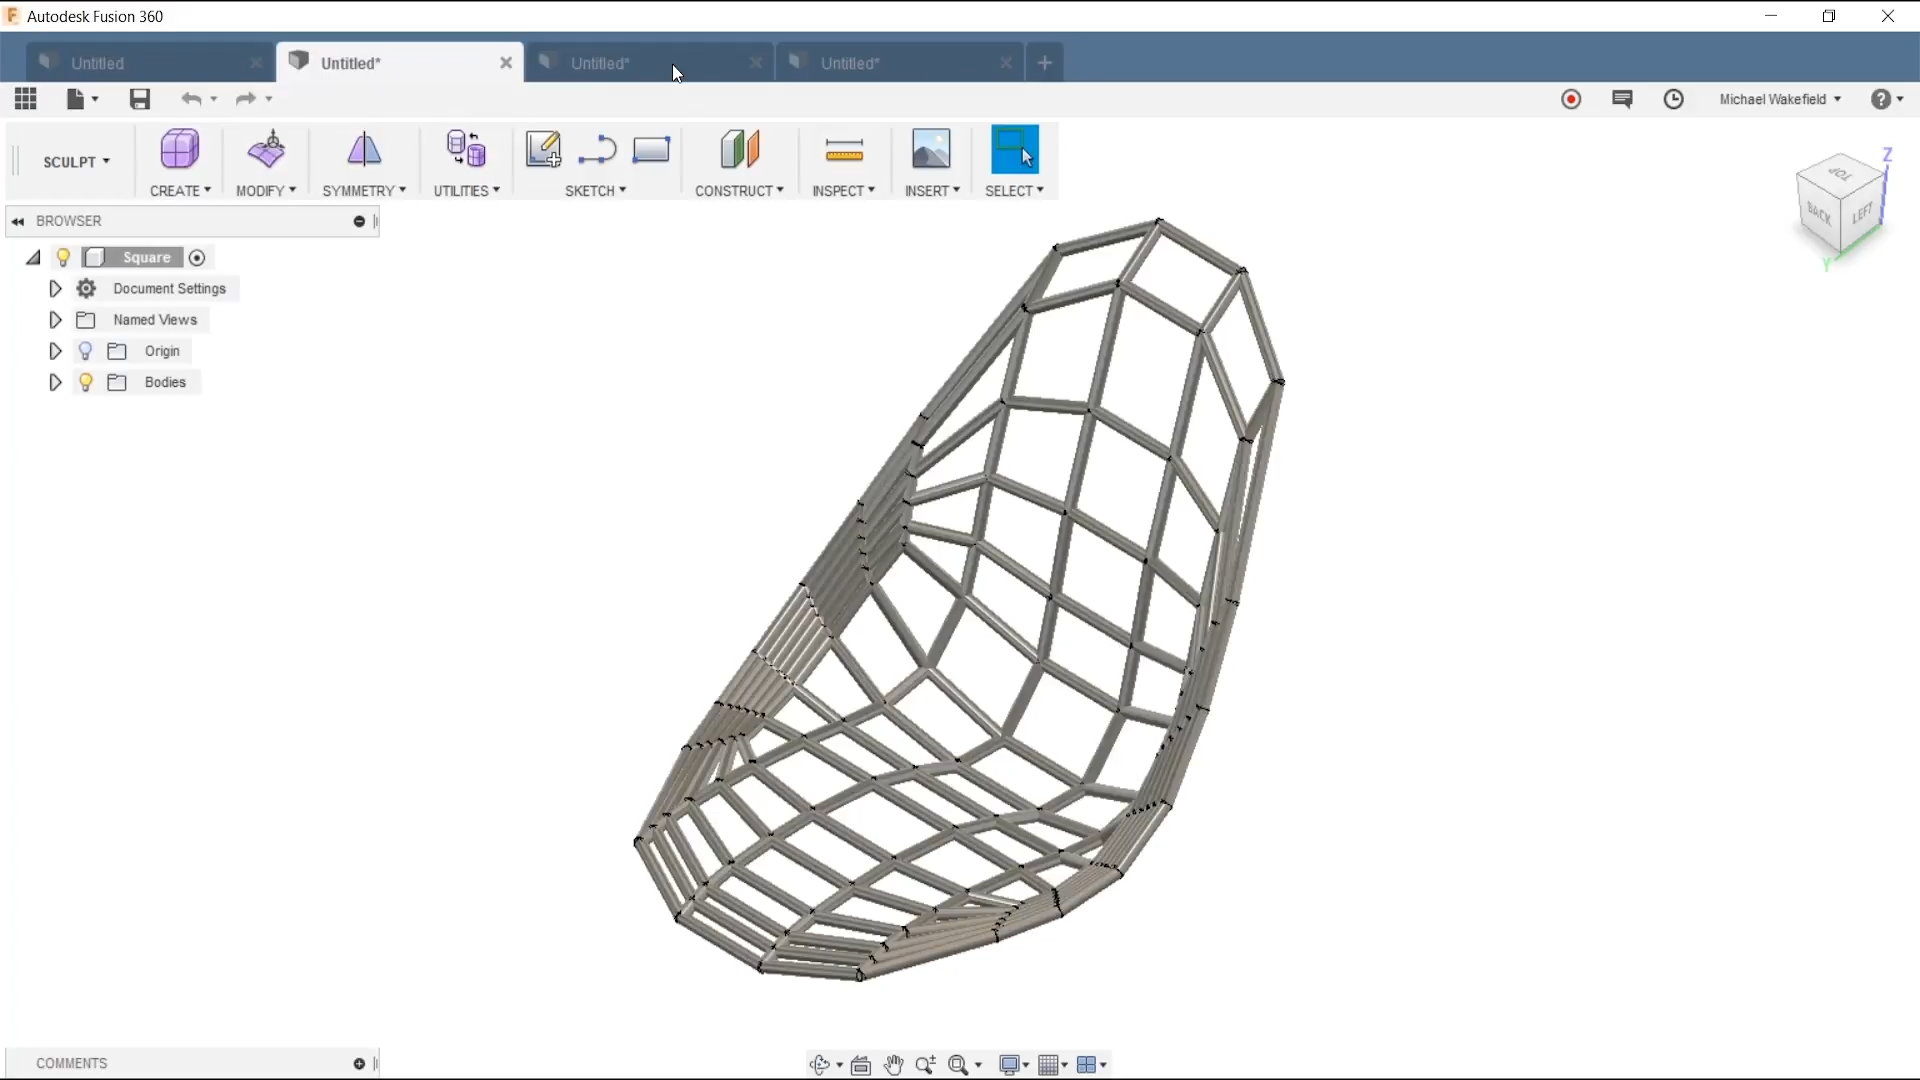 Autodesk Fusion 360
Untitled
Untitled*
Untitled*
Untitled*
Michael Wakefield
SCULPT
CREATE
MODIFY
SYMMETRY
UTILITIES
SKETCH
CONSTRUCT
INSPECT
INSERT
SELECT
TOP
BACK
LEFT
Z
Y
BROWSER
Square
Document Settings
Named Views
Origin
Bodies
COMMENTS